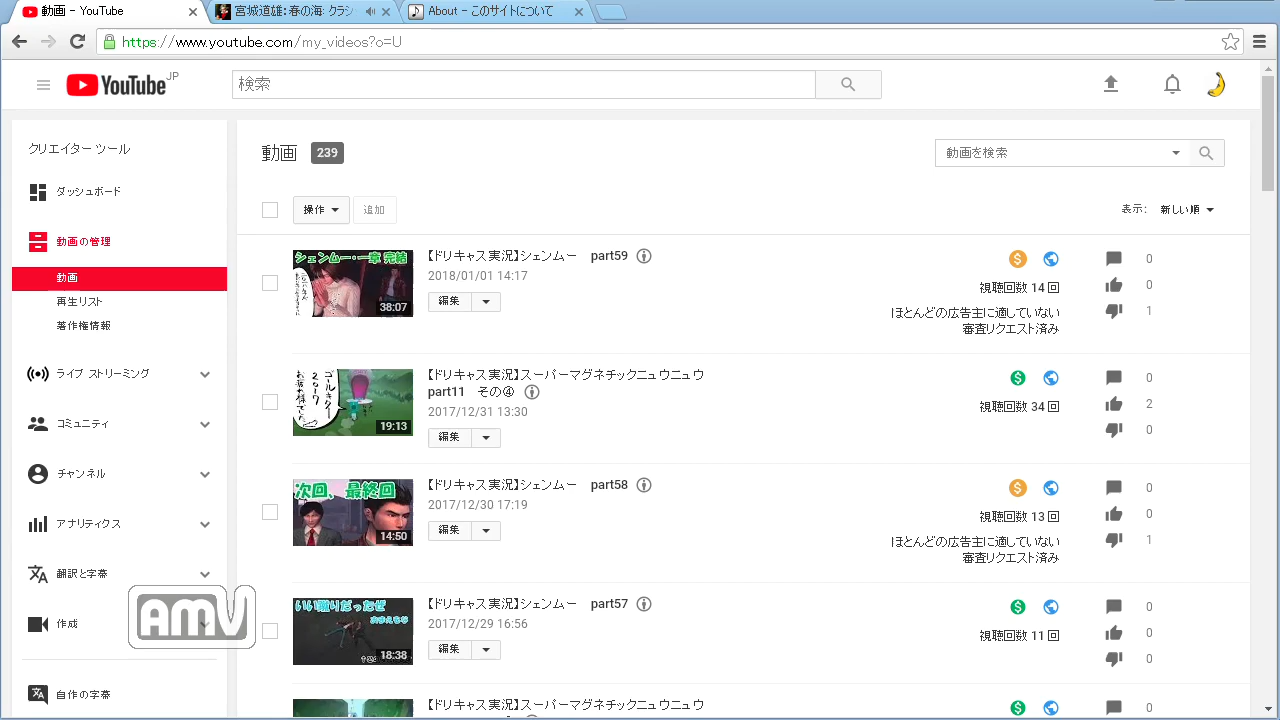 動画 - YouTube
宮城道雄:春の海: クラシ
About - このサイトについて
https://www.youtube.com/my_videos?o=U
YouTube JP
検索
クリエイター ツール
ダッシュボード
動画の管理
動画
再生リスト
著作権情報
ライブ ストリーミング
コミュニティ
チャンネル
アナリティクス
翻訳と字幕
作成
自作の字幕
AMV
動画 239
動画を検索
操作
追加
表示: 新しい順
シェンムー・一章 完結
38:07
【ドリキャス実況】シェンムー part59
2018/01/01 14:17
編集
視聴回数 14 回
ほとんどの広告主に適していない
審査リクエスト済み
0
0
1
19:13
【ドリキャス実況】スーパーマグネチックニュウニュウ
part11 その④
2017/12/31 13:30
編集
視聴回数 34 回
0
2
0
次回、最終回
14:50
【ドリキャス実況】シェンムー part58
2017/12/30 17:19
編集
視聴回数 13 回
ほとんどの広告主に適していない
審査リクエスト済み
0
0
1
いい蹴りだったぜ
18:38
【ドリキャス実況】シェンムー part57
2017/12/29 16:56
編集
視聴回数 11 回
0
0
0
【ドリキャス実況】スーパーマグネチックニュウニュウ
0